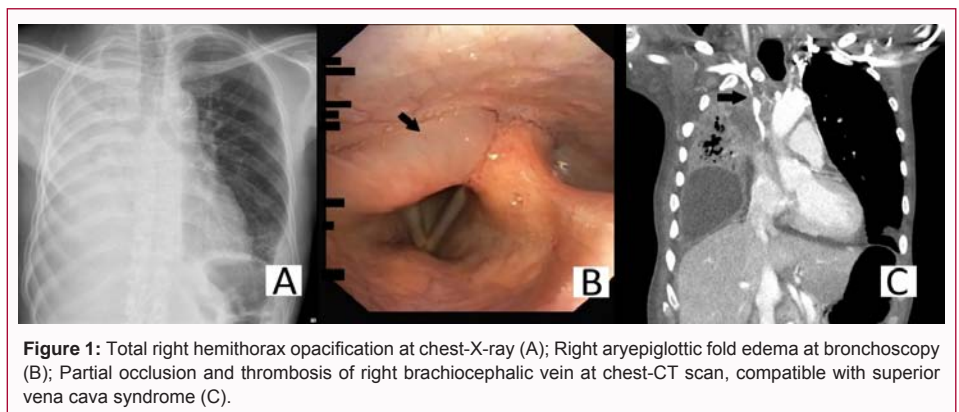 A
B
C
Figure 1: Total right hemithorax opacification at chest-X-ray (A); Right aryepiglottic fold edema at bronchoscopy
(B); Partial occlusion and thrombosis of right brachiocephalic vein at chest-CT scan, compatible with superior
vena cava syndrome (C).